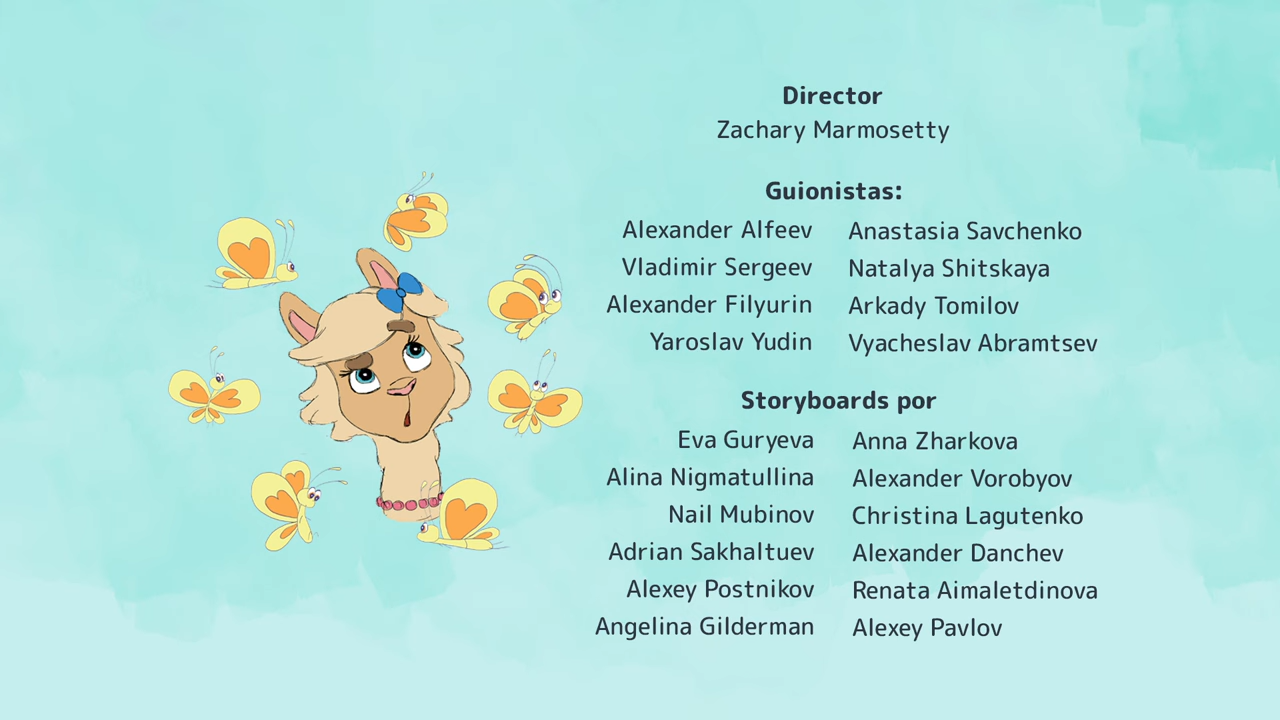 Director
Zachary Marmosetty
Guionistas:
Alexander Alfeev Anastasia Savchenko
Vladimir Sergeev Natalya Shitskaya
Alexander Filyurin Arkady Tomilov
Yaroslav Yudin Vyacheslav Abramtsev
Storyboards por
Eva Guryeva Anna Zharkova
Alina Nigmatullina Alexander Vorobyov
Nail Mubinov Christina Lagutenko
Adrian Sakhaltuev Alexander Danchev
Alexey Postnikov Renata Aimaletdinova
Angelina Gilderman Alexey Pavlov